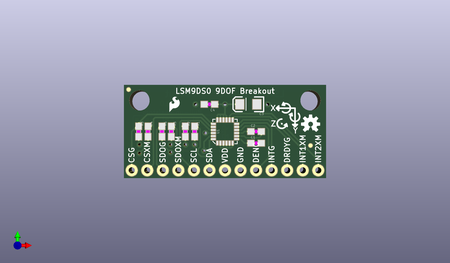 LSM9DS0 9DOF Breakout
X
Z
CSG
CSXM
SDOG
SDOXM
SCL
SDA
VDD
GND
DEN
INTG
DRDYG
INT1XM
INT2XM